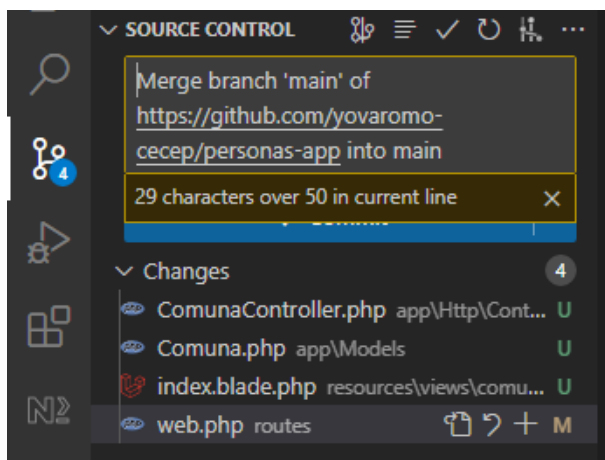 SOURCE CONTROL
Merge branch 'main' of
https://github.com/yovaromo-
cecep/personas-app into main
29 characters over 50 in current line
4
Changes 4
ComunaController.php app\Http\Cont... U
Comuna.php app\Models U
index.blade.php resources\views\comu... U
web.php routes M